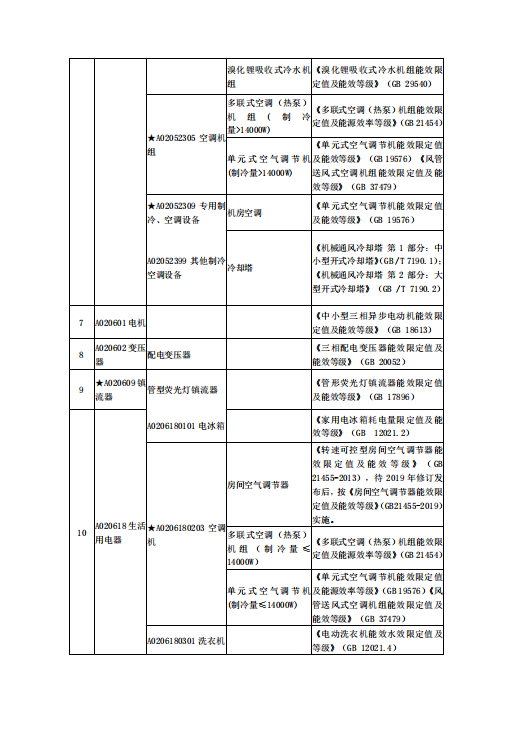 溴化锂吸收式冷水机
组
《溴化锂吸收式冷水机组能效限
定值及能效等级》（GB 29540）
★A02052305 空调机
组
多联式空调（热泵）
机组（制冷
量>14000W)
《多联式空调（热泵）机组能效限
定值及能源效率等级》（GB 21454）
单元式空气调节机
(制冷量>14000W)
《单元式空气调节机能效限定值
及能效等级》（GB 19576）《风管
送风式空调机组能效限定值及能
效等级》（GB 37479）
★A02052309 专用制
冷、空调设备
机房空调
《单元式空气调节机能效限定值
及能效等级》（GB 19576）
A02052399 其他制冷
空调设备
冷却塔
《机械通风冷却塔 第 1 部分：中
小型开式冷却塔》（GB /T 7190.1）；
《机械通风冷却塔 第 2 部分：大
型开式冷却塔》（GB /T 7190.2）
7
A020601 电机
《中小型三相异步电动机能效限
定值及能效等级》（GB 18613）
8
A020602 变压
器
配电变压器
《三相配电变压器能效限定值及
能效等级》（GB 20052）
9
★A020609 镇
流器
管型荧光灯镇流器
《管形荧光灯镇流器能效限定值
及能效等级》（GB 17896）
10
A020618 生活
用电器
A0206180101 电冰箱
《家用电冰箱耗电量限定值及能
效等级》（GB 12021.2）
★A0206180203 空调
机
房间空气调节器
《转速可控型房间空气调节器能
效限定值及能效等级》（GB
21455-2013），待 2019 年修订发
布后，按《房间空气调节器能效限
定值及能效等级》（GB21455-2019）
实施。
多联式空调（热泵）
机组（制冷量≤
14000W）
《多联式空调（热泵）机组能效限
定值及能源效率等级》（GB 21454）
单元式空气调节机
(制冷量≤14000W)
《单元式空气调节机能效限定值
及能源效率等级》（GB 19576）《风
管送风式空调机组能效限定值及
能效等级》（GB 37479）
A0206180301 洗衣机
《电动洗衣机能效水效限定值及
等级》（GB 12021.4）